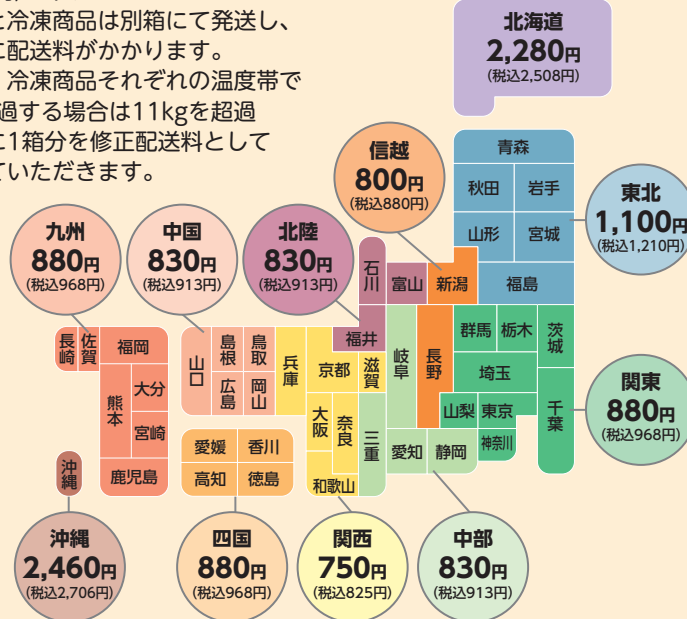 冷凍商品は別箱にて発送し、
に配送料がかかります。
冷凍商品それぞれの温度帯で
過する場合は11kgを超過
に1箱分を修正配送料として
ていただきます。
北海道
2,280円
(税込2,508円)
信越
800円
(税込880円)
東北
1,100円
(税込1,210円)
九州
880円
(税込968円)
中国
830円
(税込913円)
北陸
830円
(税込913円)
青森
秋田
岩手
山形
宮城
福島
石川
富山
新潟
福井
長崎
佐賀
福岡
熊本
大分
宮崎
鹿児島
沖縄
山口
島根
鳥取
広島
岡山
兵庫
京都
滋賀
大阪
奈良
和歌山
三重
岐阜
長野
愛知
静岡
群馬
栃木
茨城
埼玉
山梨
東京
神奈川
千葉
愛媛
香川
高知
徳島
関東
880円
(税込968円)
沖縄
2,460円
(税込2,706円)
四国
880円
(税込968円)
関西
750円
(税込825円)
中部
830円
(税込913円)